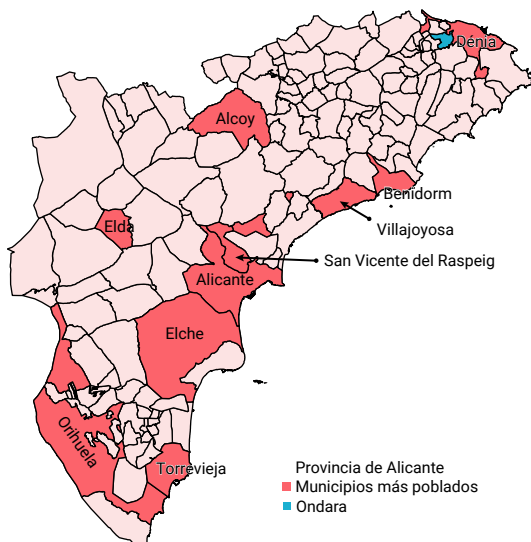 Dénia
Alcoy
Benidorm
Elda
Villajoyosa
San Vicente del Raspeig
Alicante
Elche
Orihuela
Torrevieja
Provincia de Alicante
Municipios más poblados
Ondara